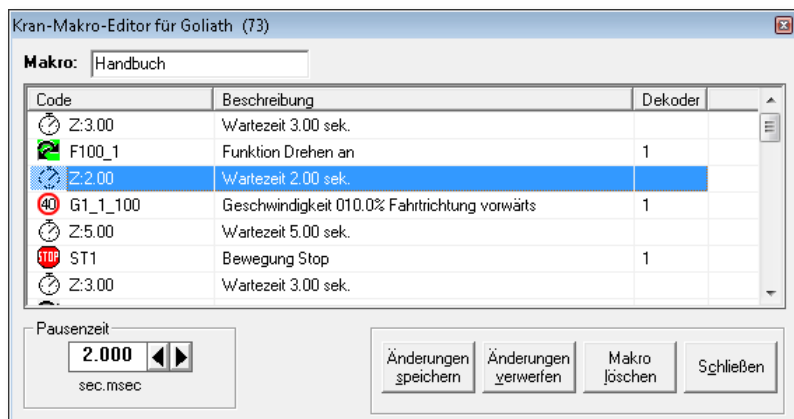 Kran-Makro-Editor für Goliath (73)
Makro: Handbuch
Code Beschreibung Dekoder
Z:3.00 Wartezeit 3.00 sek.
F100_1 Funktion Drehen an 1
Z:2.00 Wartezeit 2.00 sek.
40 G1_1_100 Geschwindigkeit 010.0% Fahrtrichtung vorwärts 1
Z:5.00 Wartezeit 5.00 sek.
STOP ST1 Bewegung Stop 1
Z:3.00 Wartezeit 3.00 sek.
Pausenzeit
2.000
sec.msec
Änderungen speichern
Änderungen verwerfen
Makro löschen
Schließen